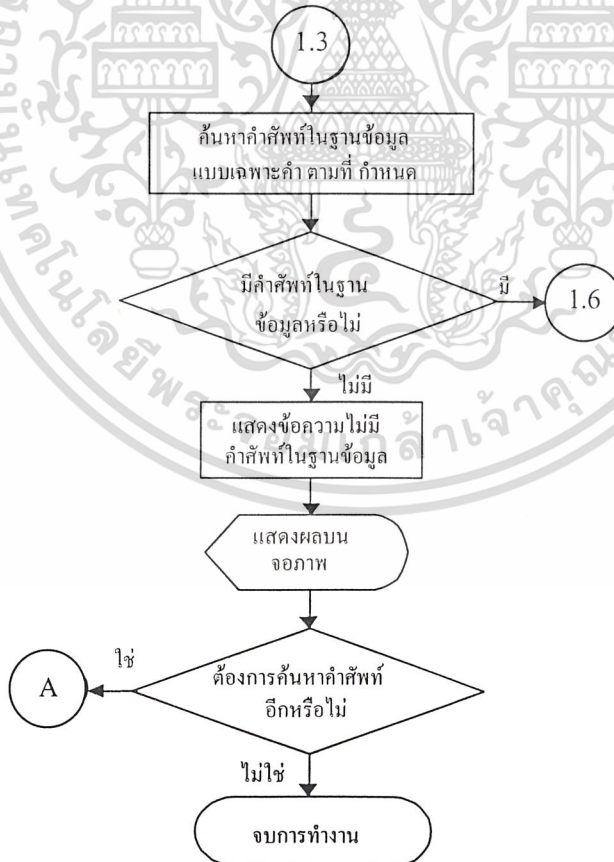 1.3
ค้นหาคำศัพท์ในฐานข้อมูล
แบบเฉพาะคำ ตามที่ กำหนด
มีคำศัพท์ในฐาน
ข้อมูลหรือไม่
มี
1.6
ไม่มี
แสดงข้อความไม่มี
คำศัพท์ในฐานข้อมูล
แสดงผลบน
จอภาพ
ใช่
A
ต้องการค้นหาคำศัพท์
อีกหรือไม่
ไม่ใช่
จบการทำงาน